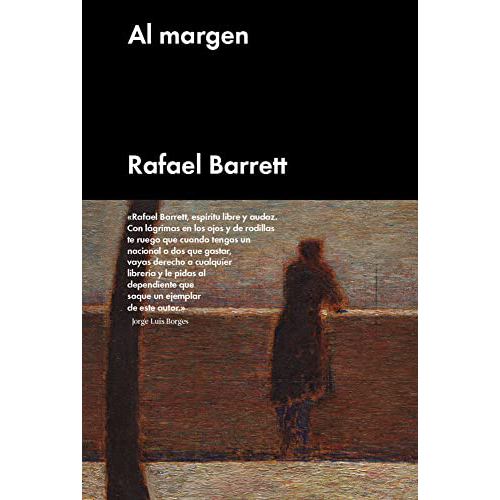 Al margen
Rafael Barrett
«Rafael Barrett, espíritu libre y audaz.
Con lágrimas en los ojos y de rodillas
te ruego que cuando tengas un
nacional o dos que gastar,
vayas derecho a cualquier
librería y le pidas al
dependiente que
saque un ejemplar
de este autor.»
Jorge Luis Borges